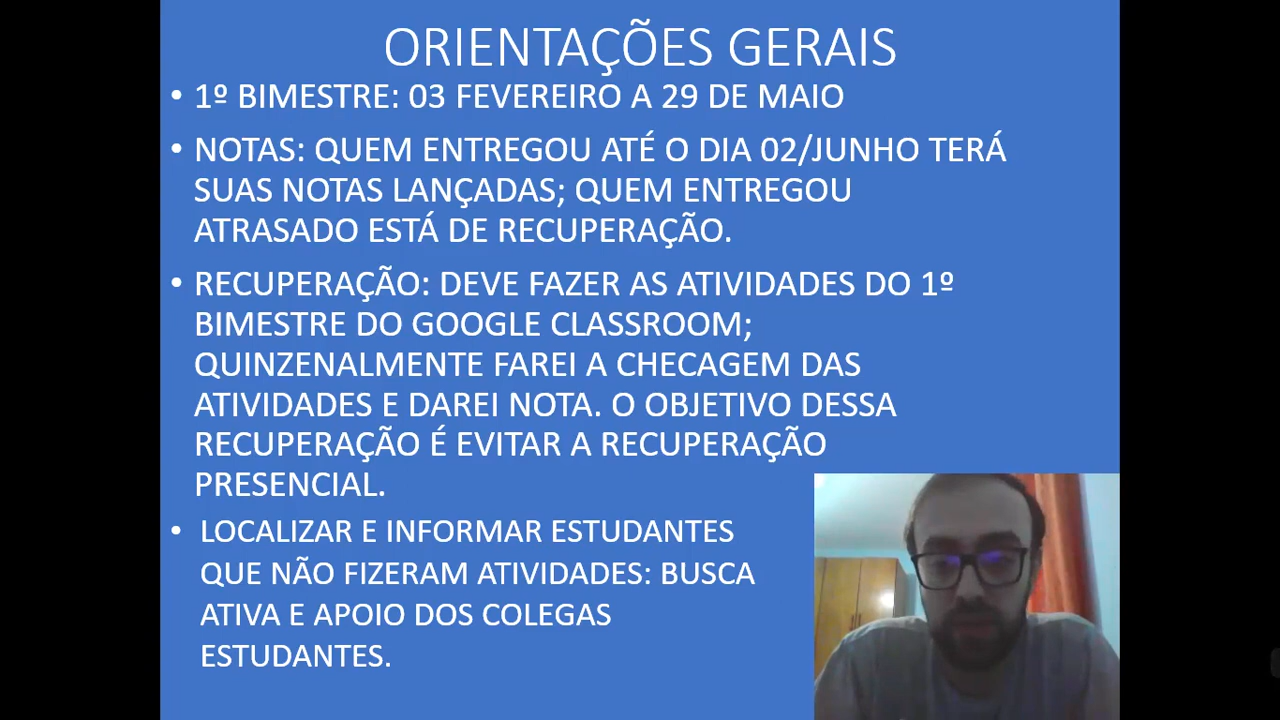 ORIENTAÇÕES GERAIS
• 1º BIMESTRE: 03 FEVEREIRO A 29 DE MAIO
• NOTAS: QUEM ENTREGOU ATÉ O DIA 02/JUNHO TERÁ
SUAS NOTAS LANÇADAS; QUEM ENTREGOU
ATRASADO ESTÁ DE RECUPERAÇÃO.
• RECUPERAÇÃO: DEVE FAZER AS ATIVIDADES DO 1º
BIMESTRE DO GOOGLE CLASSROOM;
QUINZENALMENTE FAREI A CHECAGEM DAS
ATIVIDADES E DAREI NOTA. O OBJETIVO DESSA
RECUPERAÇÃO É EVITAR A RECUPERAÇÃO
PRESENCIAL.
• LOCALIZAR E INFORMAR ESTUDANTES
QUE NÃO FIZERAM ATIVIDADES: BUSCA
ATIVA E APOIO DOS COLEGAS
ESTUDANTES.